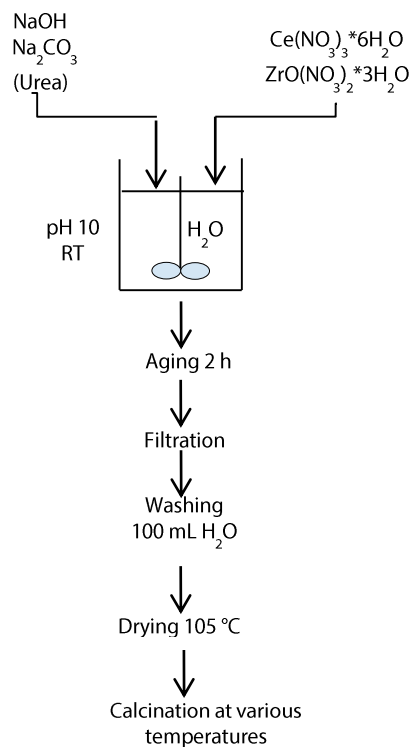 NaOH
Na₂CO₃
(Urea)
Ce(NO₃)₃*6H₂O
ZrO(NO₃)₂*3H₂O
pH 10
RT
H₂O
Aging 2 h
Filtration
Washing
100 mL H₂O
Drying 105 °C
Calcination at various
temperatures